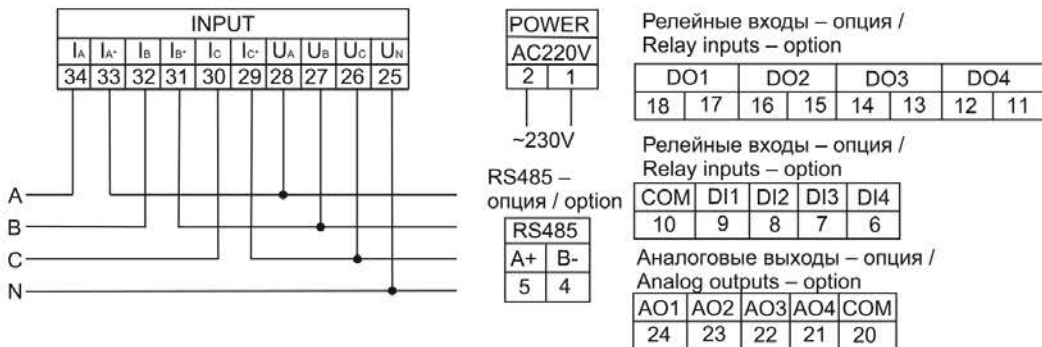 INPUT
IA IA* IB IB* IC IC* UA UB UC UN
34 33 32 31 30 29 28 27 26 25
A
B
C
N
POWER
AC220V
2 1
~230V
RS485 –
опция / option
RS485
A+ B-
5 4
Релейные входы – опция /
Relay inputs – option
DO1 DO2 DO3 DO4
18 17 16 15 14 13 12 11
Релейные входы – опция /
Relay inputs – option
COM DI1 DI2 DI3 DI4
10 9 8 7 6
Аналоговые выходы – опция /
Analog outputs – option
AO1 AO2 AO3 AO4 COM
24 23 22 21 20